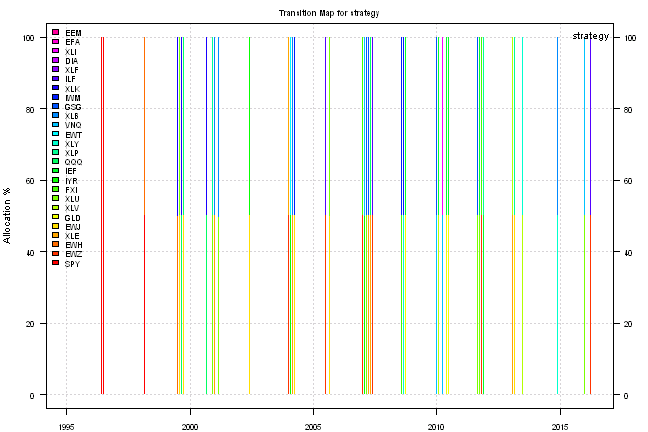 Transition Map for strategy
strategy
100
80
60
40
20
0
Allocation %
100
80
60
40
20
0
EEM
EFA
XLI
DIA
XLF
ILF
XLK
IWM
GSG
XLB
VNQ
EWT
XLY
XLP
QQQ
IEF
IYR
FXI
XLU
XLV
GLD
EWJ
XLE
EWH
EWZ
SPY
1995 2000 2005 2010 2015